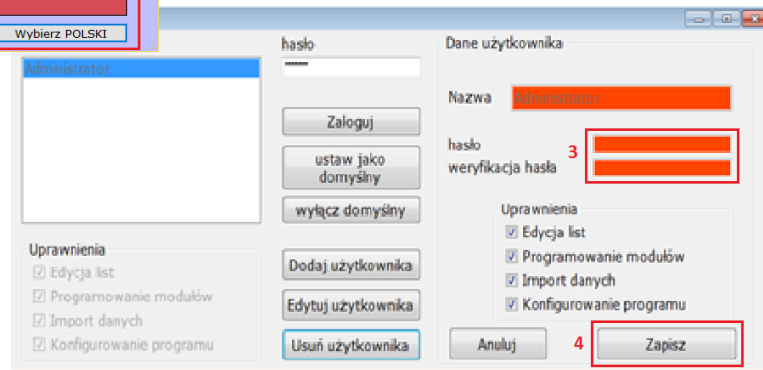 Wybierz POLSKI
Administrator
Uprawnienia
Edycja list
Programowanie modułów
Import danych
Konfigurowanie programu
hasło
*******
Zaloguj
ustaw jako
domyślny
wyłącz domyślny
Dodaj użytkownika
Edytuj użytkownika
Usuń użytkownika
Dane użytkownika
Nazwa Administrator
hasło
3
weryfikacja hasła
Uprawnienia
Edycja list
Programowanie modułów
Import danych
Konfigurowanie programu
Anuluj 4 Zapisz